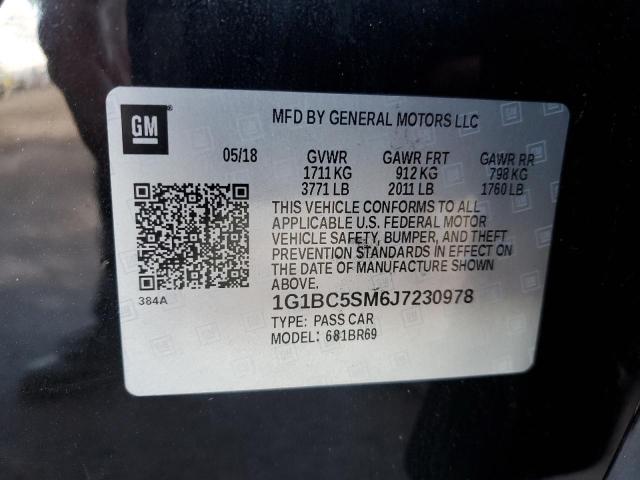 GM
MFD BY GENERAL MOTORS LLC
05/18 GVWR GAWR FRT GAWR RR
1711 KG 912 KG 798 KG
3771 LB 2011 LB 1760 LB
THIS VEHICLE CONFORMS TO ALL
APPLICABLE U.S. FEDERAL MOTOR
VEHICLE SAFETY, BUMPER, AND THEFT
PREVENTION STANDARDS IN EFFECT ON
THE DATE OF MANUFACTURE SHOWN
ABOVE.
384A
1G1BC5SM6J7230978
TYPE: PASS CAR
MODEL: 681BR69